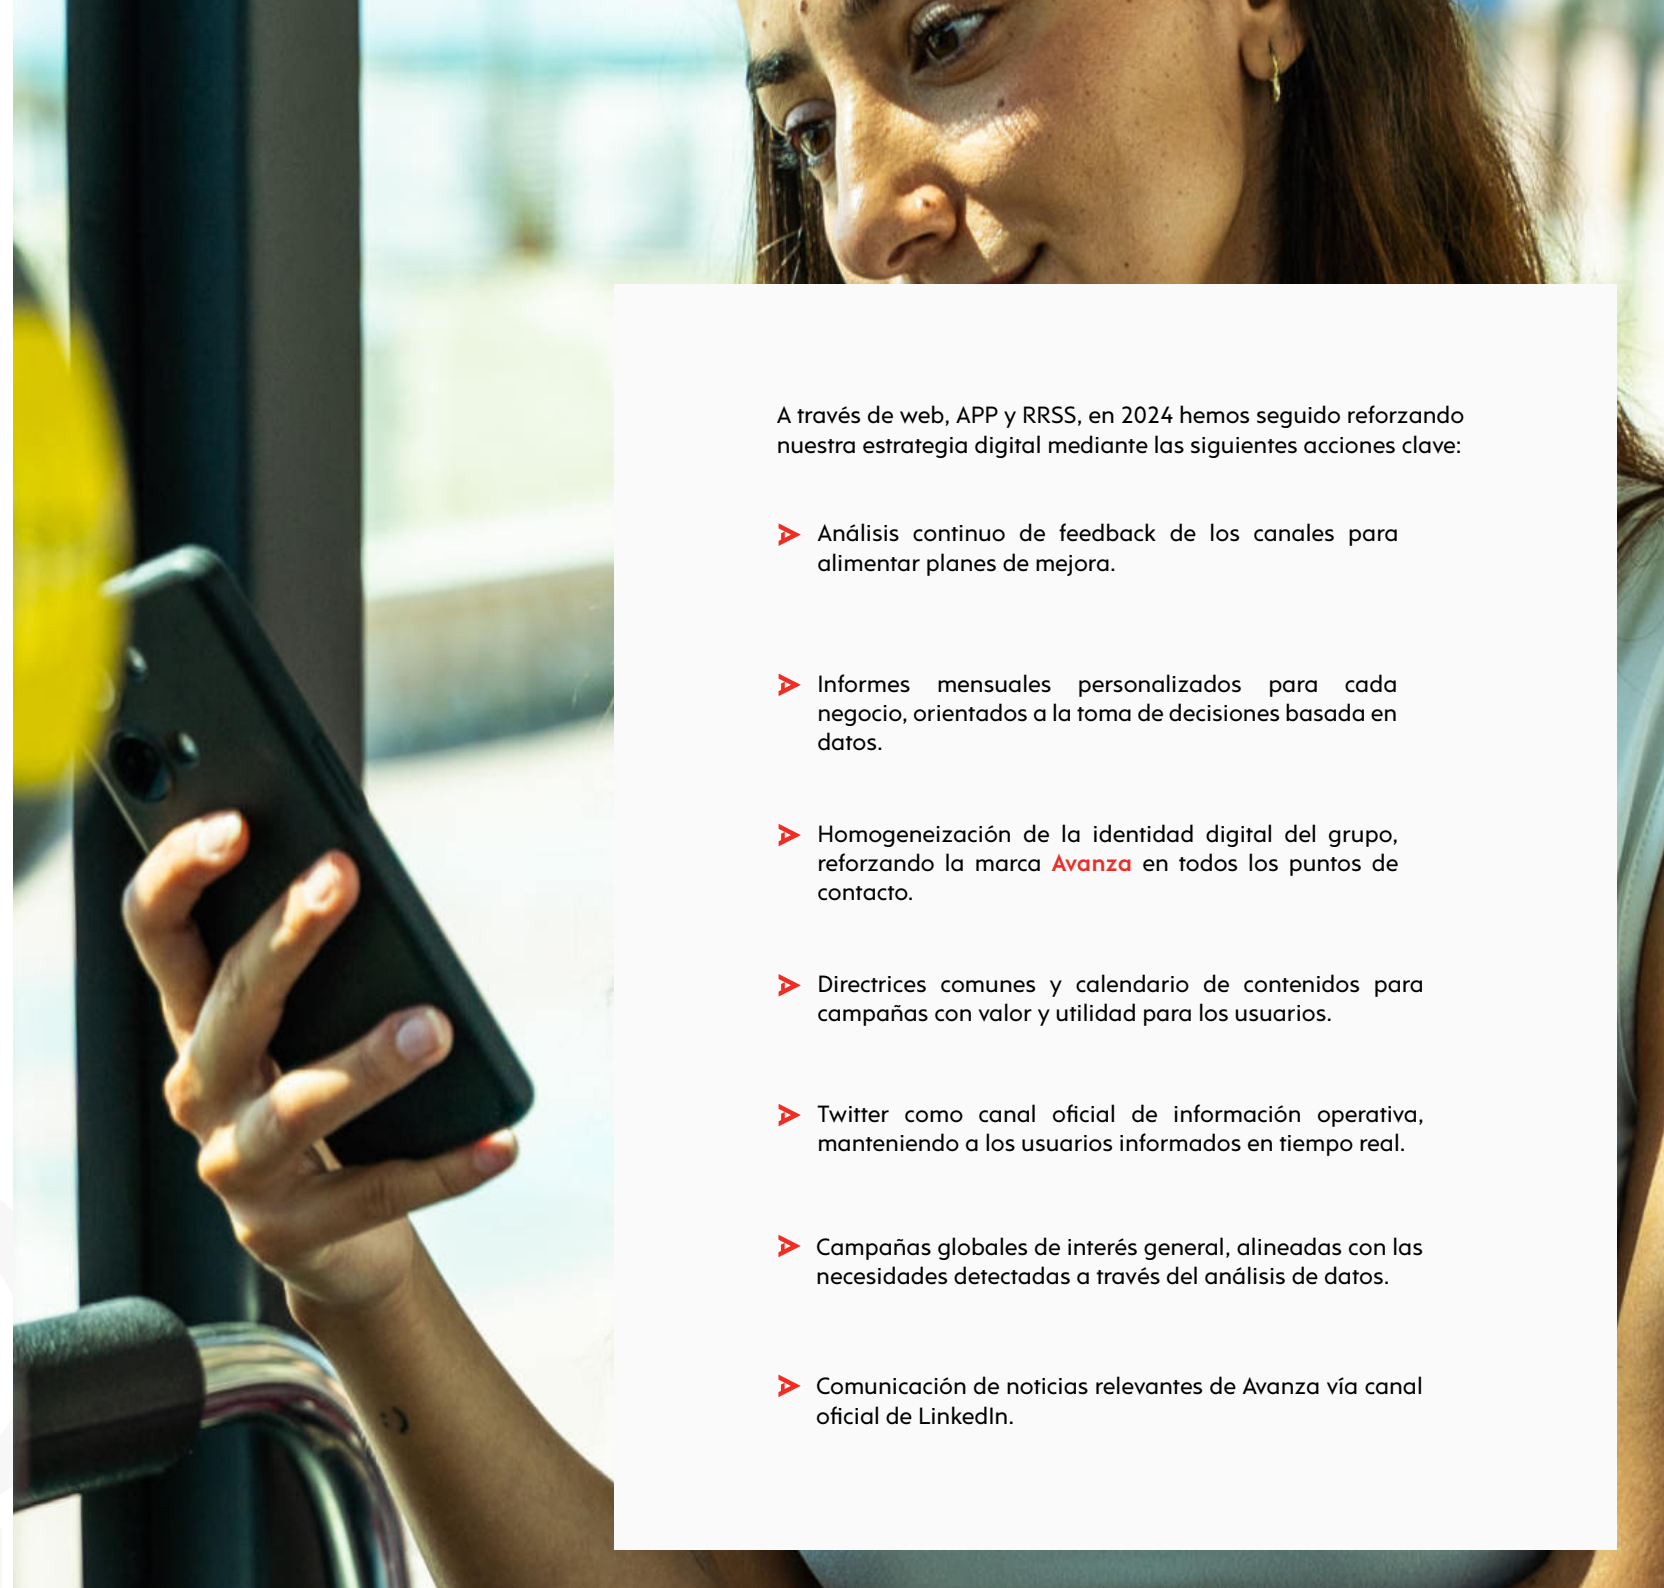 A través de web, APP y RRSS, en 2024 hemos seguido reforzando
nuestra estrategia digital mediante las siguientes acciones clave:
Análisis continuo de feedback de los canales para
alimentar planes de mejora.
Informes mensuales personalizados para cada
negocio, orientados a la toma de decisiones basada en
datos.
Homogeneización de la identidad digital del grupo,
reforzando la marca Avanza en todos los puntos de
contacto.
Directrices comunes y calendario de contenidos para
campañas con valor y utilidad para los usuarios.
Twitter como canal oficial de información operativa,
manteniendo a los usuarios informados en tiempo real.
Campañas globales de interés general, alineadas con las
necesidades detectadas a través del análisis de datos.
Comunicación de noticias relevantes de Avanza vía canal
oficial de LinkedIn.